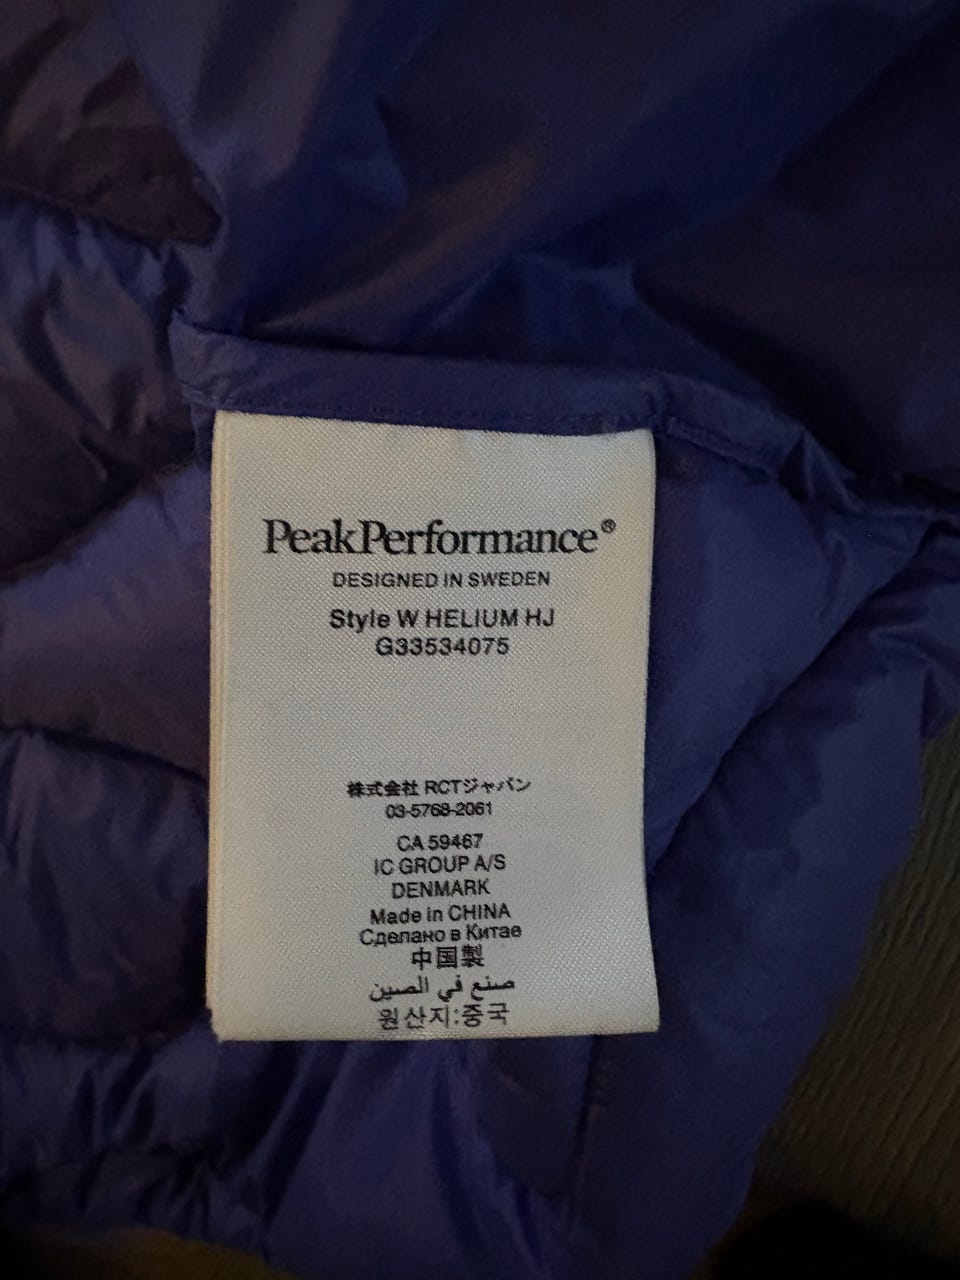 PeakPerformance®
DESIGNED IN SWEDEN
Style W HELIUM HJ
G33534075
株式会社 RCTジャパン
03-5768-2061
CA 59467
IC GROUP A/S
DENMARK
Made in CHINA
Сделано в Китае
中国製
صنع في الصين
원산지:중국